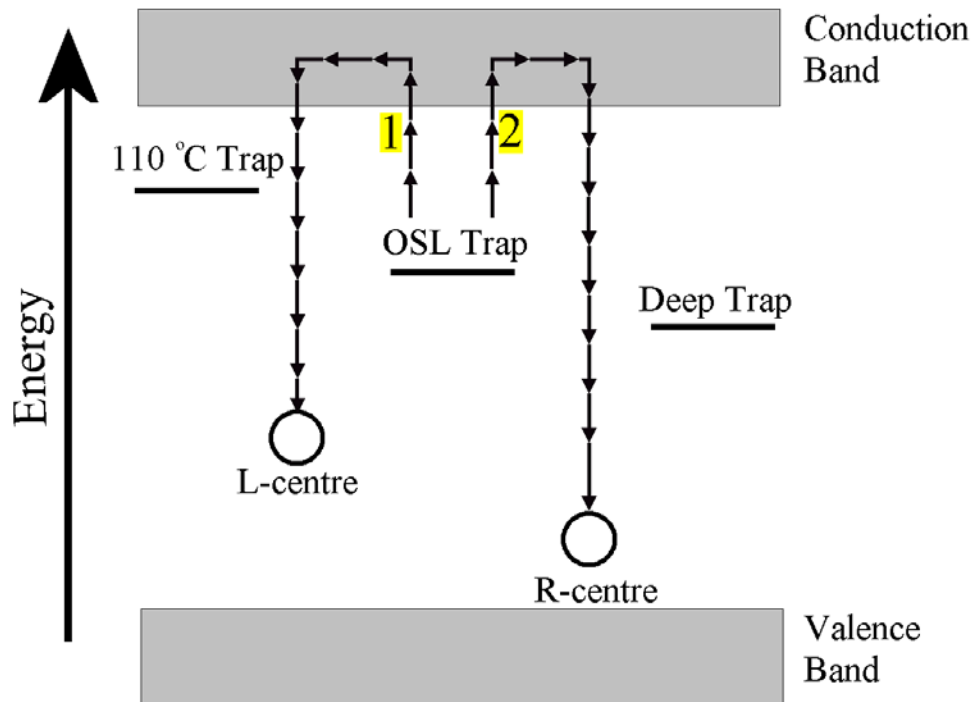 Conduction
Band
1
2
110 °C Trap
OSL Trap
Deep Trap
Energy
L-centre
R-centre
Valence
Band